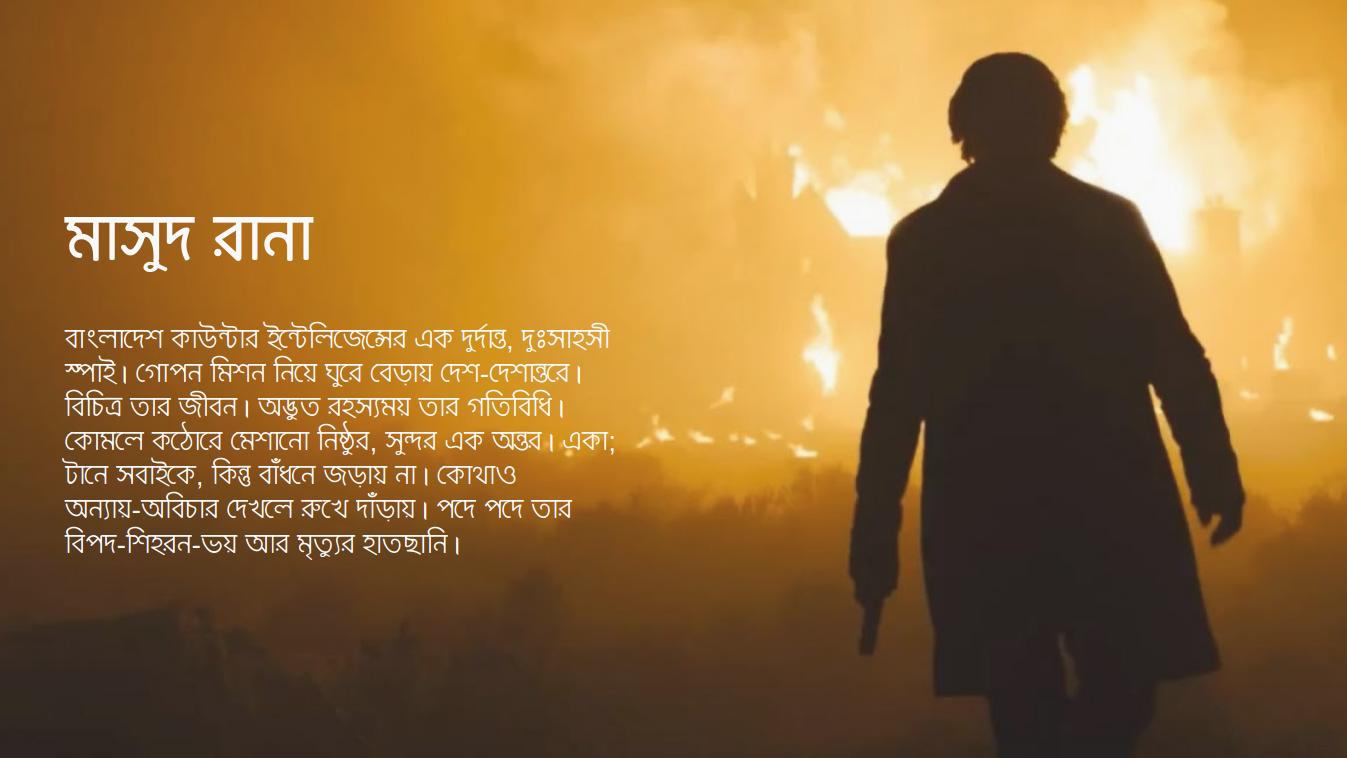 মাসুদ রানা
বাংলাদেশ কাউন্টার ইন্টেলিজেন্সের এক দুর্দান্ত, দুঃসাহসী
স্পাই। গোপন মিশন নিয়ে ঘুরে বেড়ায় দেশ-দেশান্তরে।
বিচিত্র তার জীবন। অদ্ভুত রহস্যময় তার গতিবিধি।
কোমলে কঠোরে মেশানো নিষ্ঠুর, সুন্দর এক অন্তর। একা;
টানে সবাইকে, কিন্তু বাঁধনে জড়ায় না। কোথাও
অন্যায়-অবিচার দেখলে রুখে দাঁড়ায়। পদে পদে তার
বিপদ-শিহরন-ভয় আর মৃত্যুর হাতছানি।